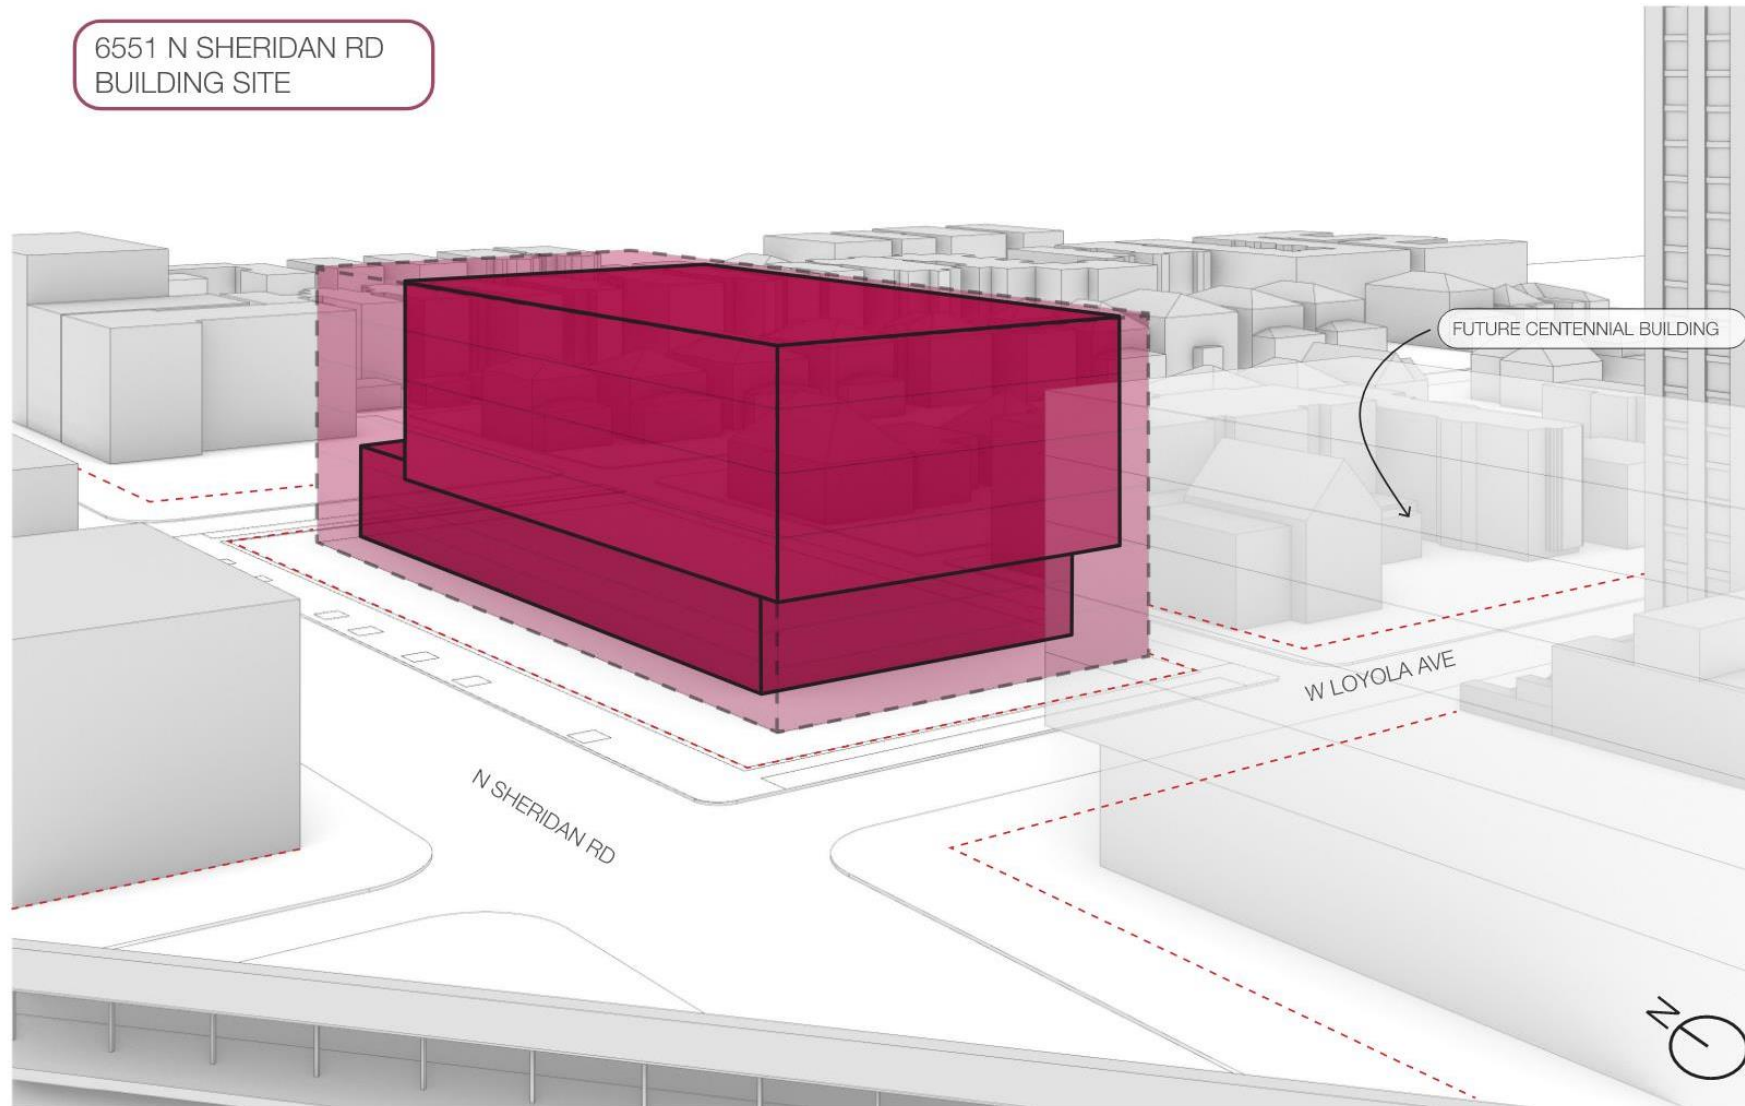 6551 N SHERIDAN RD
BUILDING SITE
FUTURE CENTENNIAL BUILDING
W LOYOLA AVE
N SHERIDAN RD
N